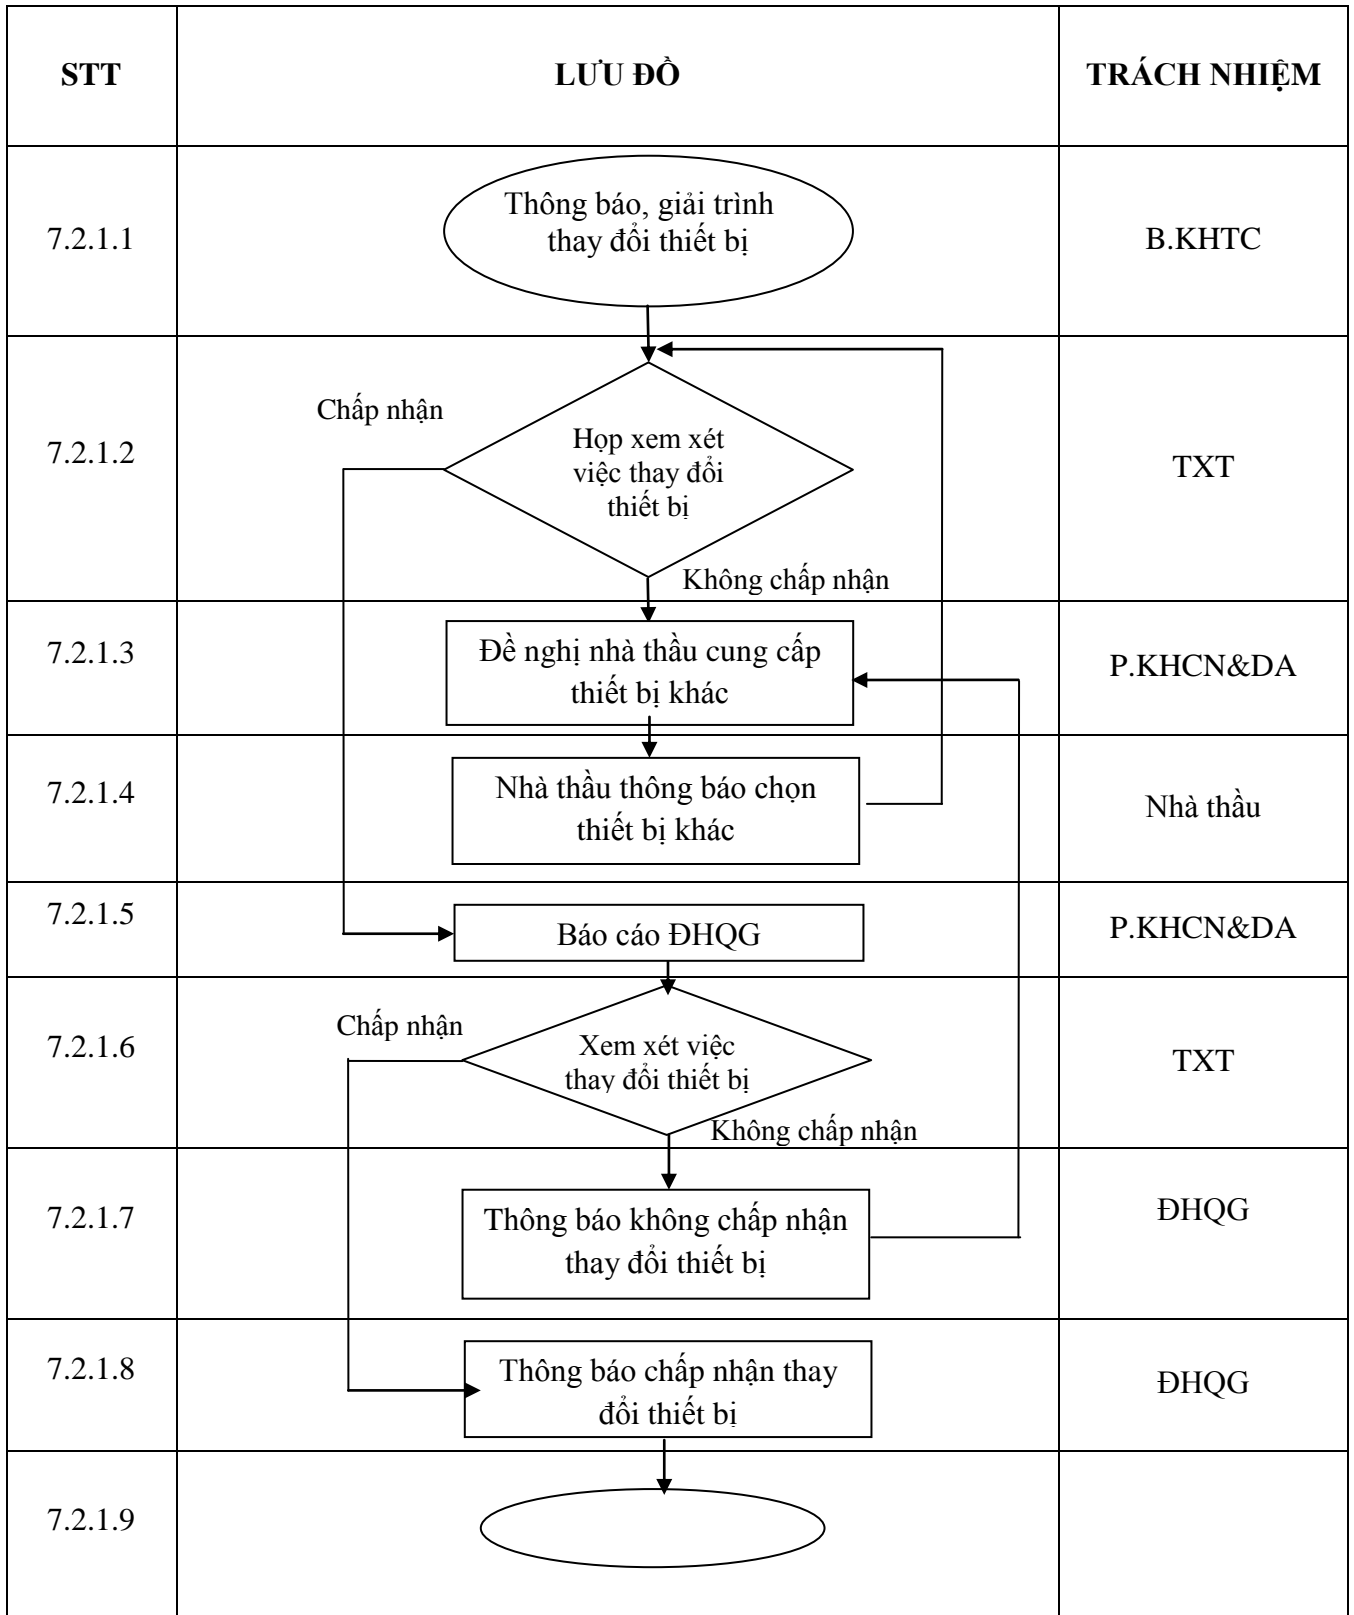 STT
LƯU ĐỒ
TRÁCH NHIỆM
7.2.1.1
Thông báo, giải trình
thay đổi thiết bị
B.KHTC
7.2.1.2
Chấp nhận
Họp xem xét
việc thay đổi
thiết bị
Không chấp nhận
TXT
7.2.1.3
Đề nghị nhà thầu cung cấp
thiết bị khác
P.KHCN&DA
7.2.1.4
Nhà thầu thông báo chọn
thiết bị khác
Nhà thầu
7.2.1.5
Báo cáo ĐHQG
P.KHCN&DA
7.2.1.6
Chấp nhận
Xem xét việc
thay đổi thiết bị
Không chấp nhận
TXT
7.2.1.7
Thông báo không chấp nhận
thay đổi thiết bị
ĐHQG
7.2.1.8
Thông báo chấp nhận thay
đổi thiết bị
ĐHQG
7.2.1.9